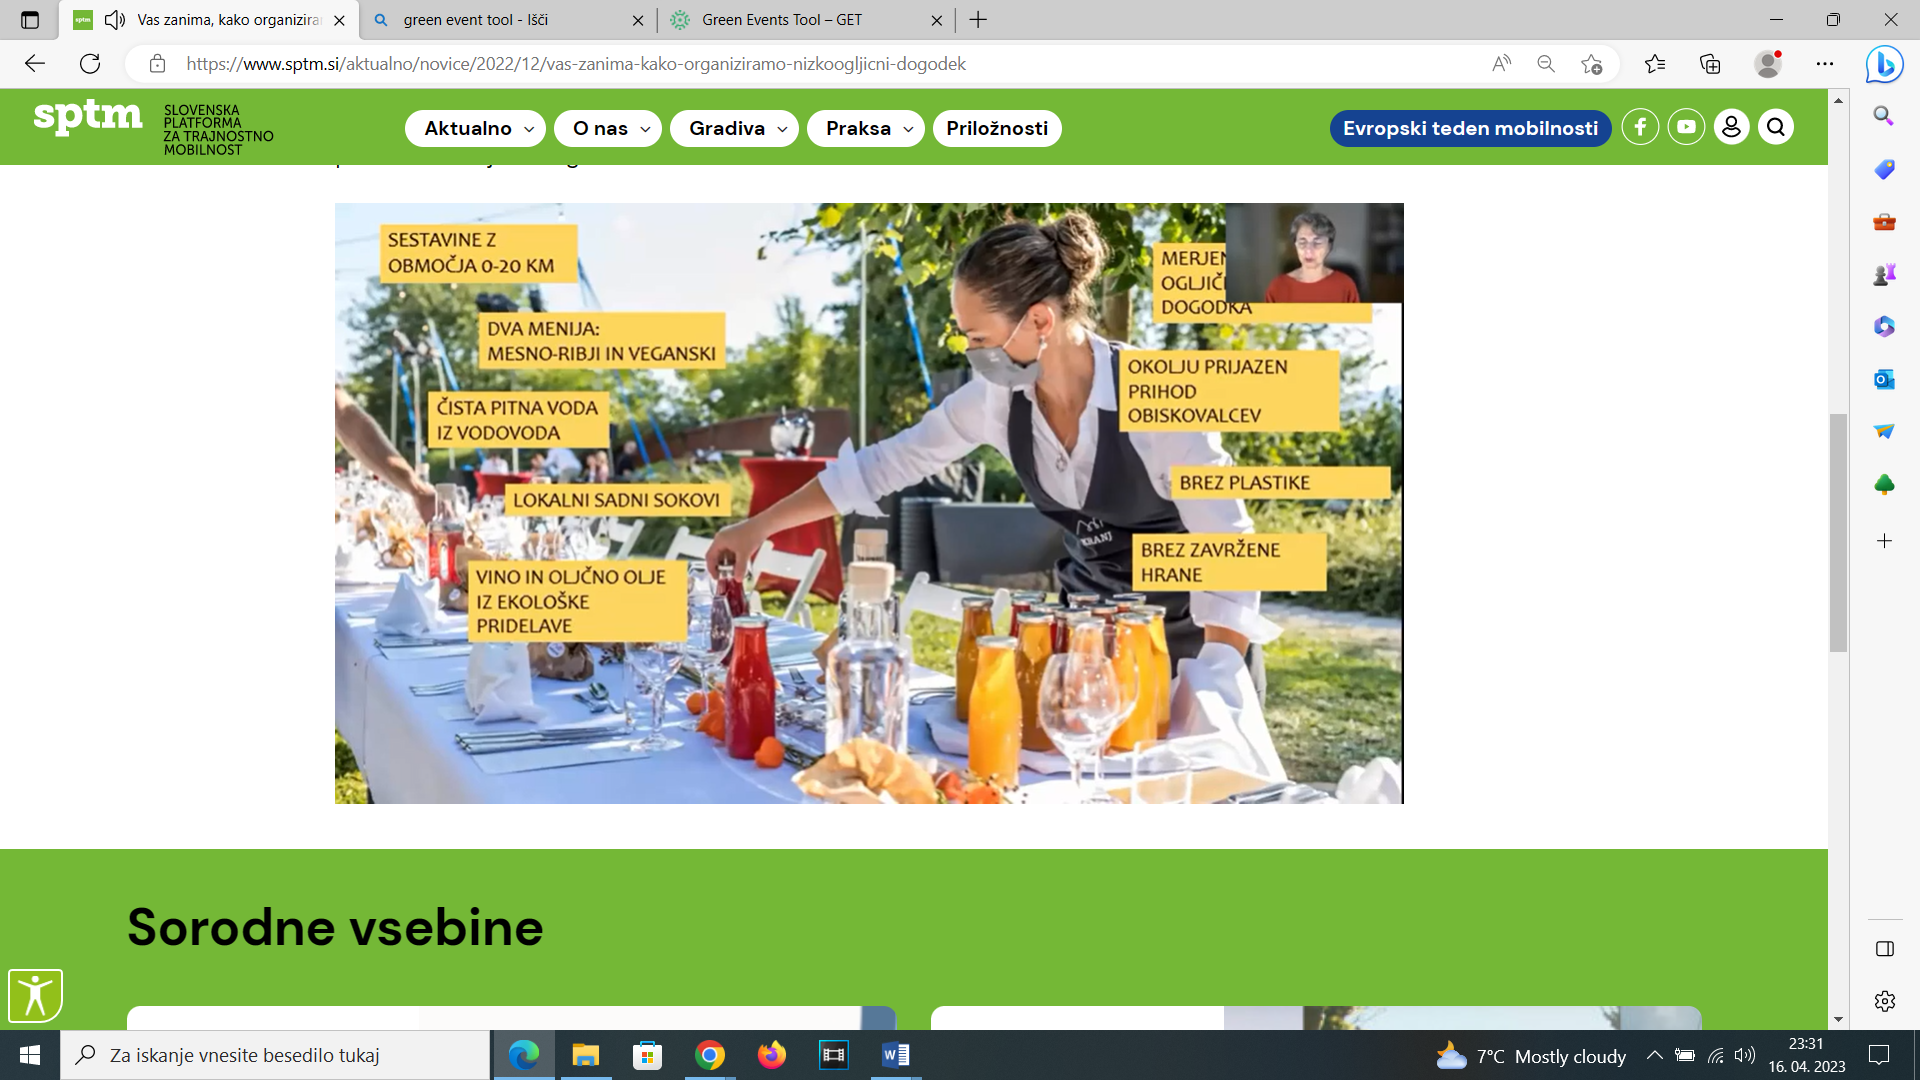 Vas zanima, kako organizira
green event tool - Išči
Green Events Tool – GET
https://www.sptm.si/aktualno/novice/2022/12/vas-zanima-kako-organiziramo-nizkoogljicni-dogodek
sptm
SLOVENSKA
PLATFORMA
ZA TRAJNOSTNO
MOBILNOST
Aktualno
O nas
Gradiva
Praksa
Priložnosti
Evropski teden mobilnosti
SESTAVINE Z
OBMOČJA 0-20 KM
DVA MENIJA:
MESNO-RIBJI IN VEGANSKI
ČISTA PITNA VODA
IZ VODOVODA
LOKALNI SADNI SOKOVI
VINO IN OLJČNO OLJE
IZ EKOLOŠKE
PRIDELAVE
DOGODKA
OKOLJU PRIJAZEN
PRIHOD
OBISKOVALCEV
BREZ PLASTIKE
BREZ ZAVRŽENE
HRANE
KRANJ
Sorodne vsebine
Za iskanje vnesite besedilo tukaj
7°C Mostly cloudy
23:31
16. 04. 2023